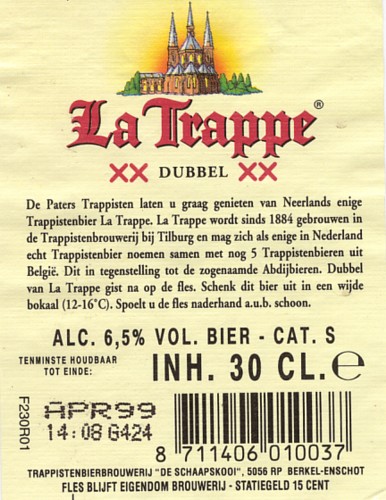 La Trappe®
XX DUBBEL XX
De Paters Trappisten laten u graag genieten van Neerlands enige
Trappistenbier La Trappe. La Trappe wordt sinds 1884 gebrouwen in
de Trappistenbrouwerij bij Tilburg en mag zich als enige in Nederland
echt Trappistenbier noemen samen met nog 5 Trappistenbieren uit
België. Dit in tegenstelling tot de zogenaamde Abdijbieren. Dubbel
van La Trappe gist na op de fles. Schenk dit bier uit in een wijde
bokaal (12-16°C). Spoelt u de fles naderhand a.u.b. schoon.
ALC. 6,5% VOL. BIER - CAT. S
TENMINSTE HOUDBAAR
TOT EINDE:
INH. 30 CL. ℮
APR99
14:08 G424
F230R01
8 711406 010037
TRAPPISTENBIERBROUWERIJ "DE SCHAAPSKOOI", 5056 RP BERKEL-ENSCHOT
FLES BLIJFT EIGENDOM BROUWERIJ - STATIEGELD 15 CENT